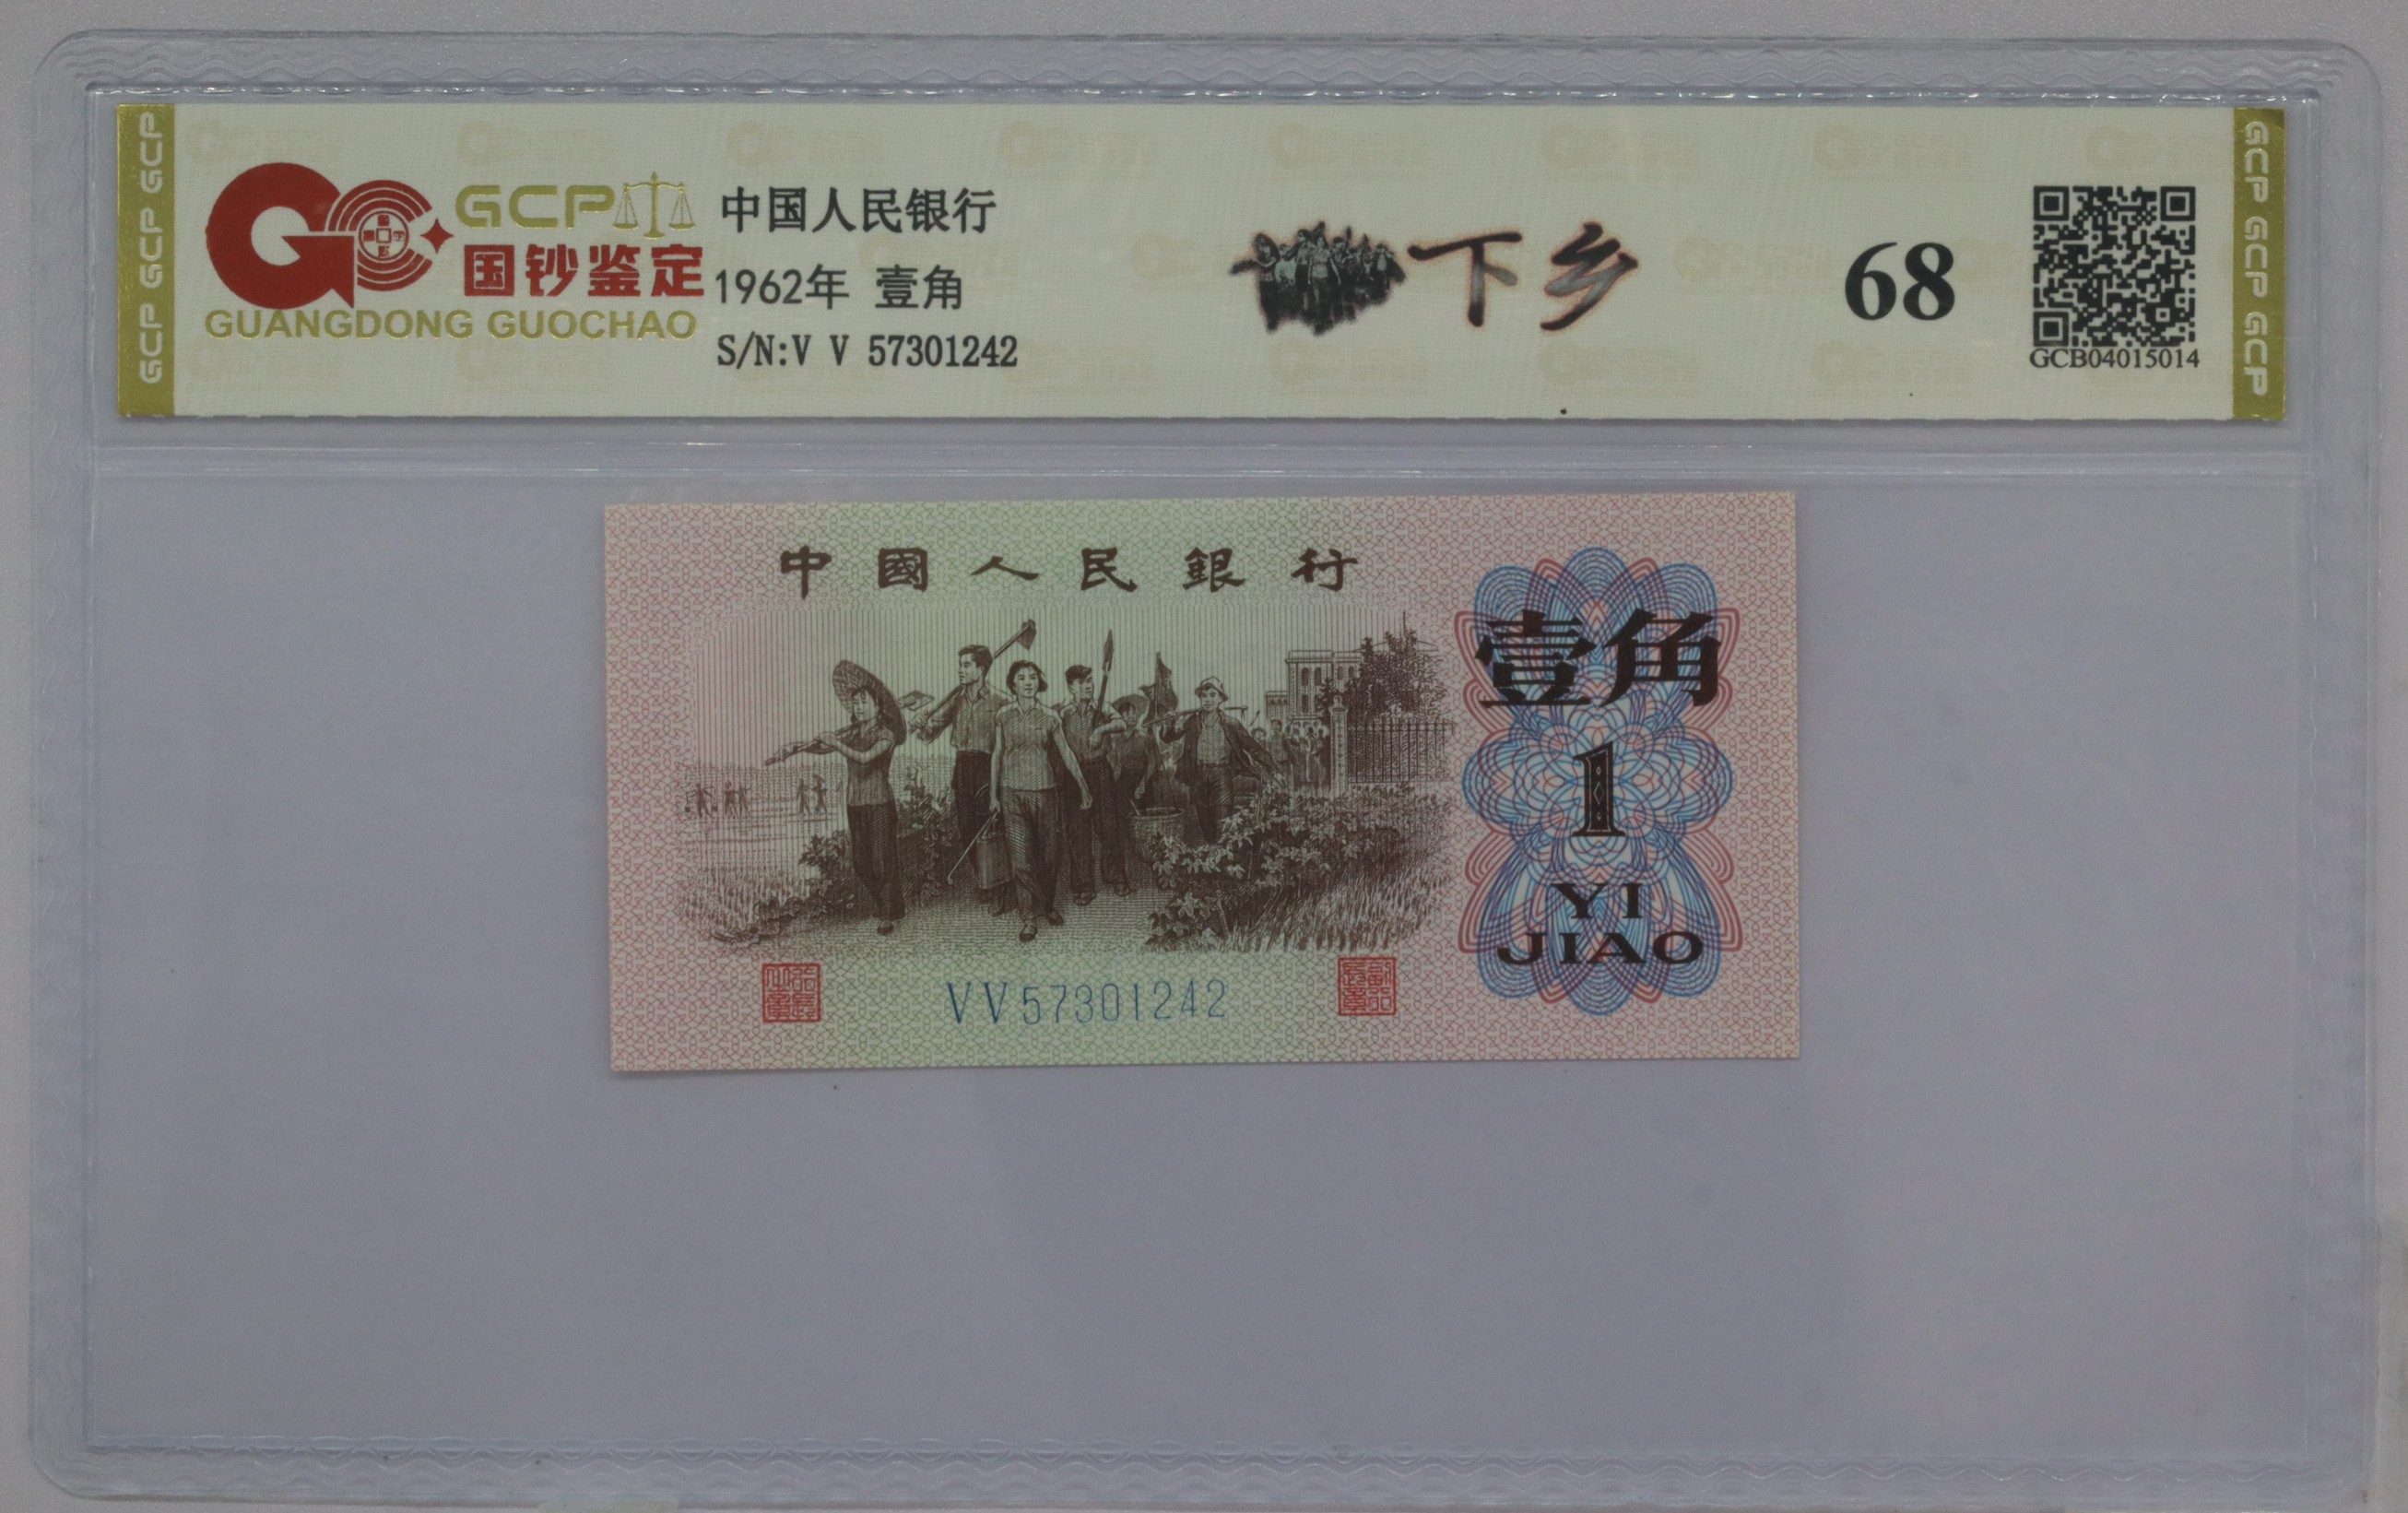 GCP GCP GCP
GCP
国钞鉴定
GUANGDONG GUOCHAO
中国人民银行
1962年 壹角
S/N:V V 57301242
下乡
68
GCB04015014
GCP GCP GCP
中國人民銀行
壹角
1
YI
JIAO
VV57301242